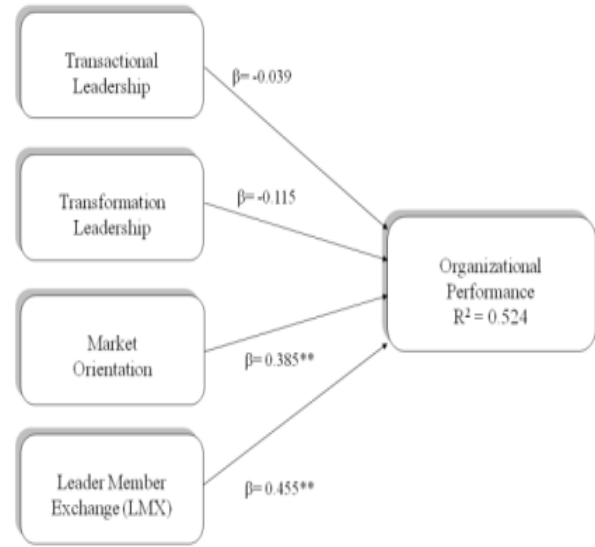 Transactional
Leadership
β= -0.039
Transformation
Leadership
β= -0.115
Organizational
Performance
R² = 0.524
Market
Orientation
β= 0.385**
Leader Member
Exchange (LMX)
β= 0.455**